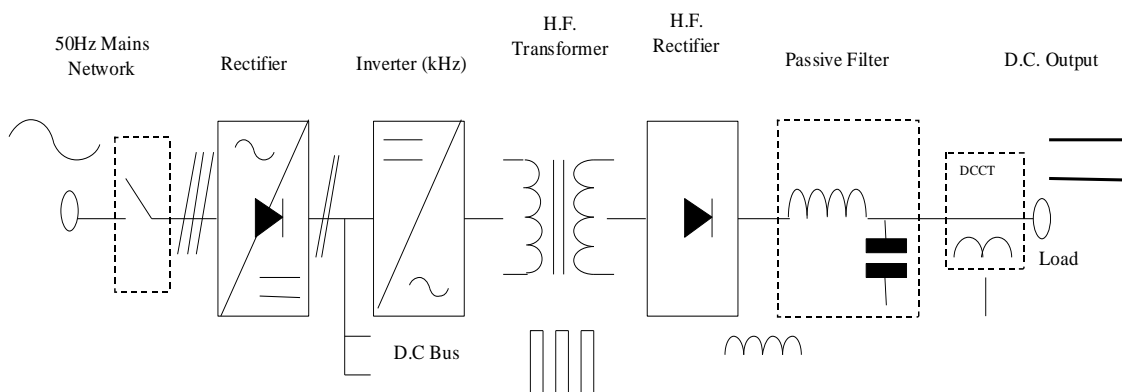 50Hz Mains
Network
Rectifier
Inverter (kHz)
H.F.
Transformer
H.F.
Rectifier
Passive Filter
D.C. Output
DCCT
Load
D.C Bus